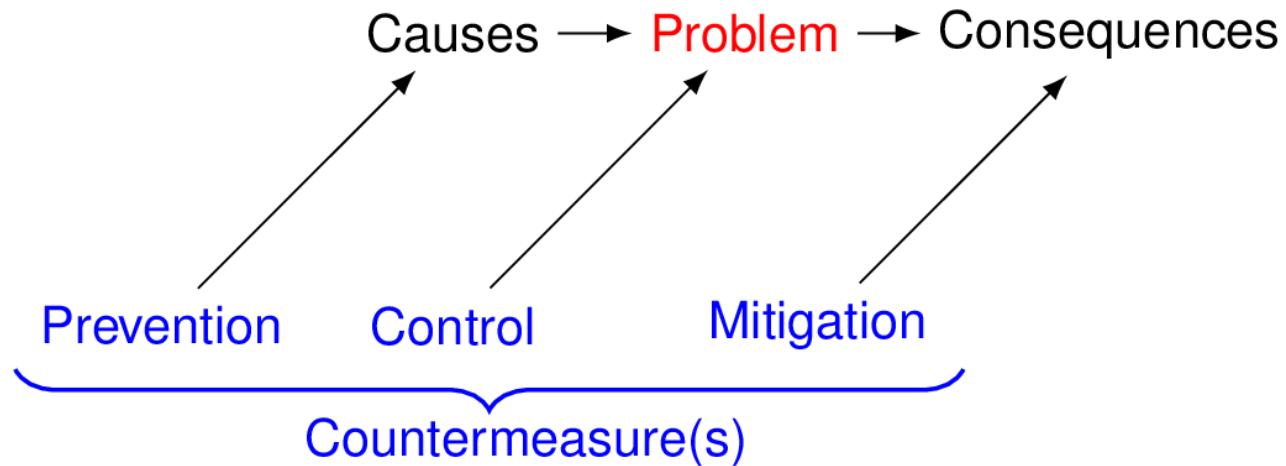 Causes Problem Consequences
Prevention Control Mitigation
Countermeasure(s)